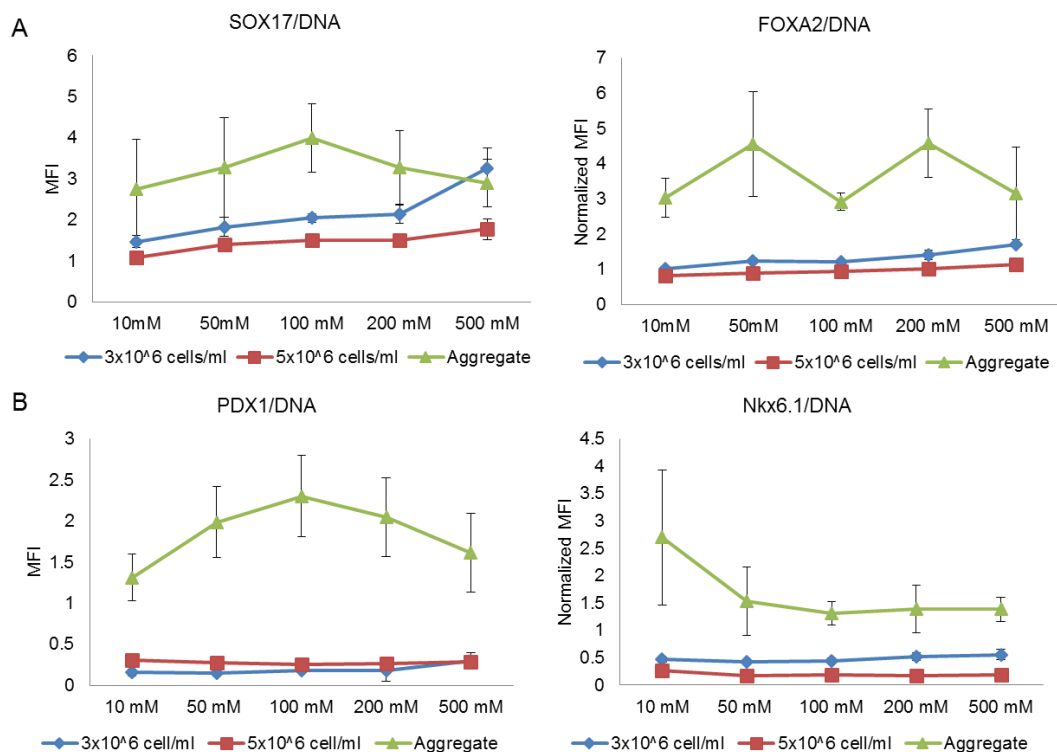 A
SOX17/DNA
FOXA2/DNA
MFI
6
5
4
3
2
1
0
10mM 50mM 100 mM 200 mM 500 mM
3x10^6 cells/ml 5x10^6 cells/ml Aggregate
Normalized MFI
7
6
5
4
3
2
1
0
10mM 50mM 100 mM 200 mM 500 mM
3x10^6 cells/ml 5x10^6 cells/ml Aggregate
B
PDX1/DNA
Nkx6.1/DNA
MFI
3
2.5
2
1.5
1
0.5
0
10 mM 50 mM 100 mM 200 mM 500 mM
3x10^6 cell/ml 5x10^6 cell/ml Aggregate
Normalized MFI
4.5
4
3.5
3
2.5
2
1.5
1
0.5
0
10 mM 50 mM 100 mM 200 mM 500 mM
3x10^6 cell/ml 5x10^6 cell/ml Aggregate